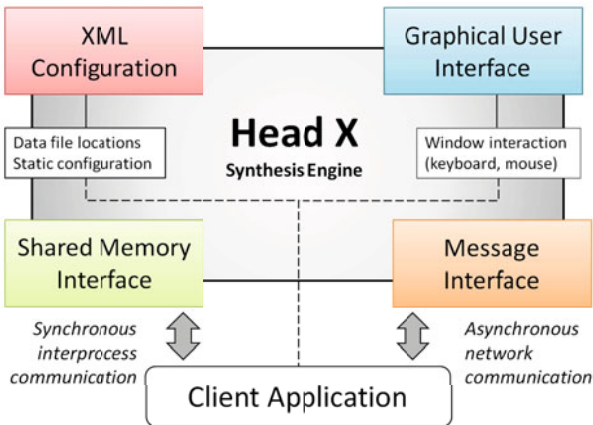 XML
Configuration
Graphical User
Interface
Data file locations
Static configuration
Head X
Synthesis Engine
Window interaction
(keyboard, mouse)
Shared Memory
Interface
Message
Interface
Synchronous
interprocess
communication
Asynchronous
network
communication
Client Application